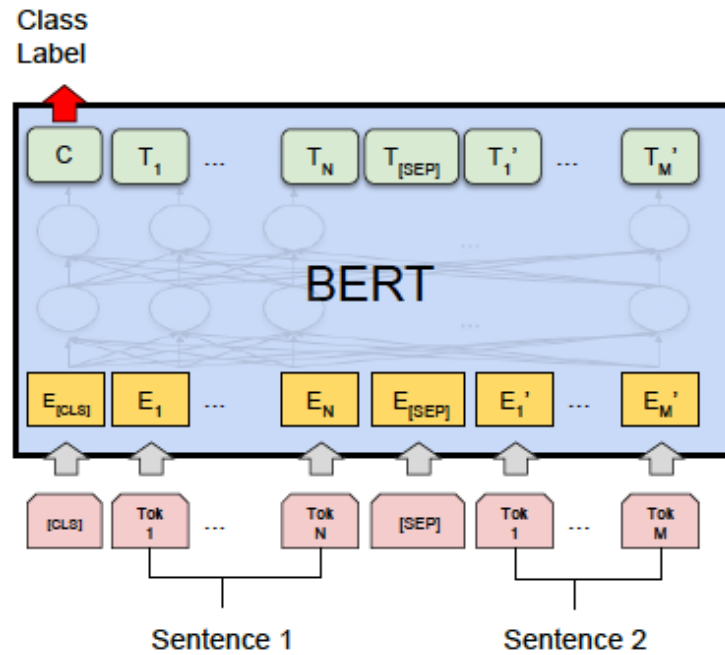 Class
Label
C T1 ... TN T[SEP] T1' ... TM'
...
BERT
...
E[CLS] E1 ... EN E[SEP] E1' ... EM'
[CLS] Tok 1 ... Tok N [SEP] Tok 1 ... Tok M
Sentence 1 Sentence 2